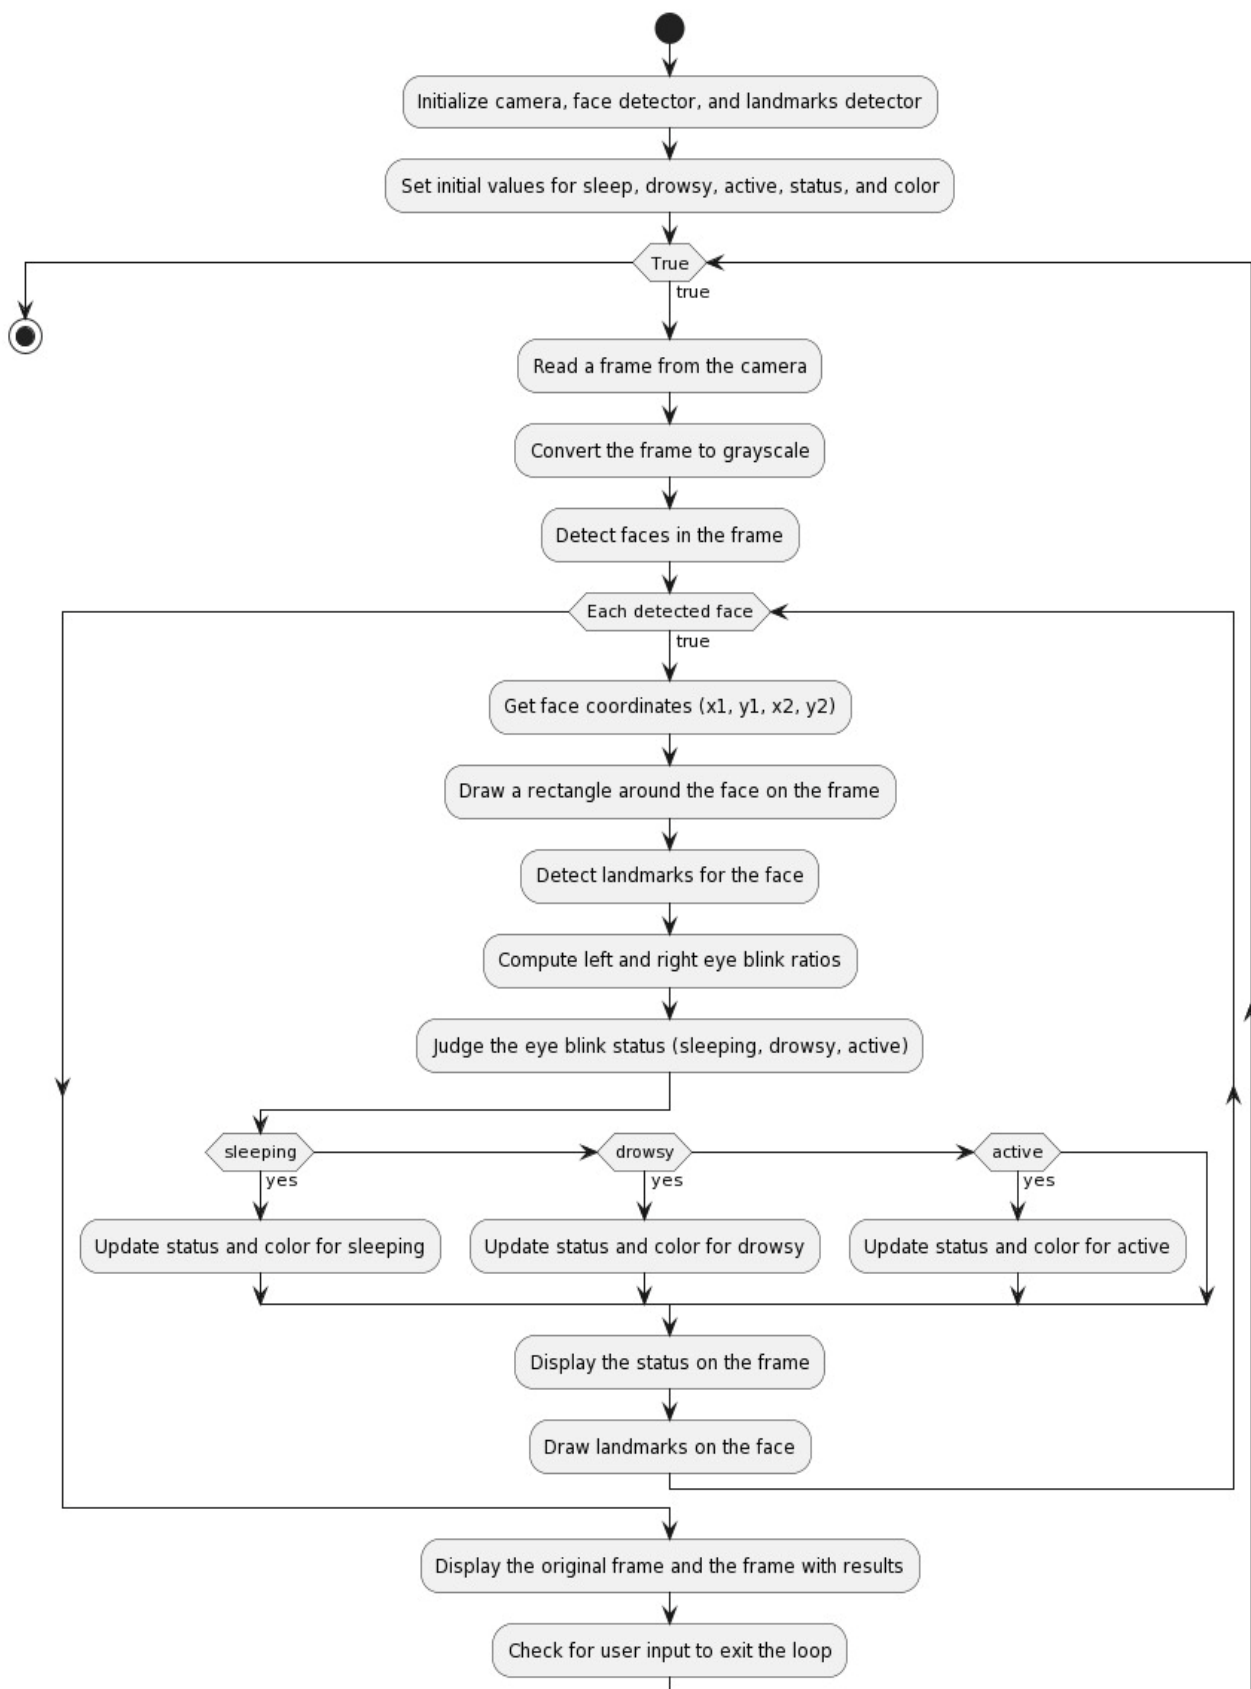 Initialize camera, face detector, and landmarks detector
Set initial values for sleep, drowsy, active, status, and color
True
true
Read a frame from the camera
Convert the frame to grayscale
Detect faces in the frame
Each detected face
true
Get face coordinates (x1, y1, x2, y2)
Draw a rectangle around the face on the frame
Detect landmarks for the face
Compute left and right eye blink ratios
Judge the eye blink status (sleeping, drowsy, active)
sleeping
drowsy
active
yes
yes
yes
Update status and color for sleeping
Update status and color for drowsy
Update status and color for active
Display the status on the frame
Draw landmarks on the face
Display the original frame and the frame with results
Check for user input to exit the loop